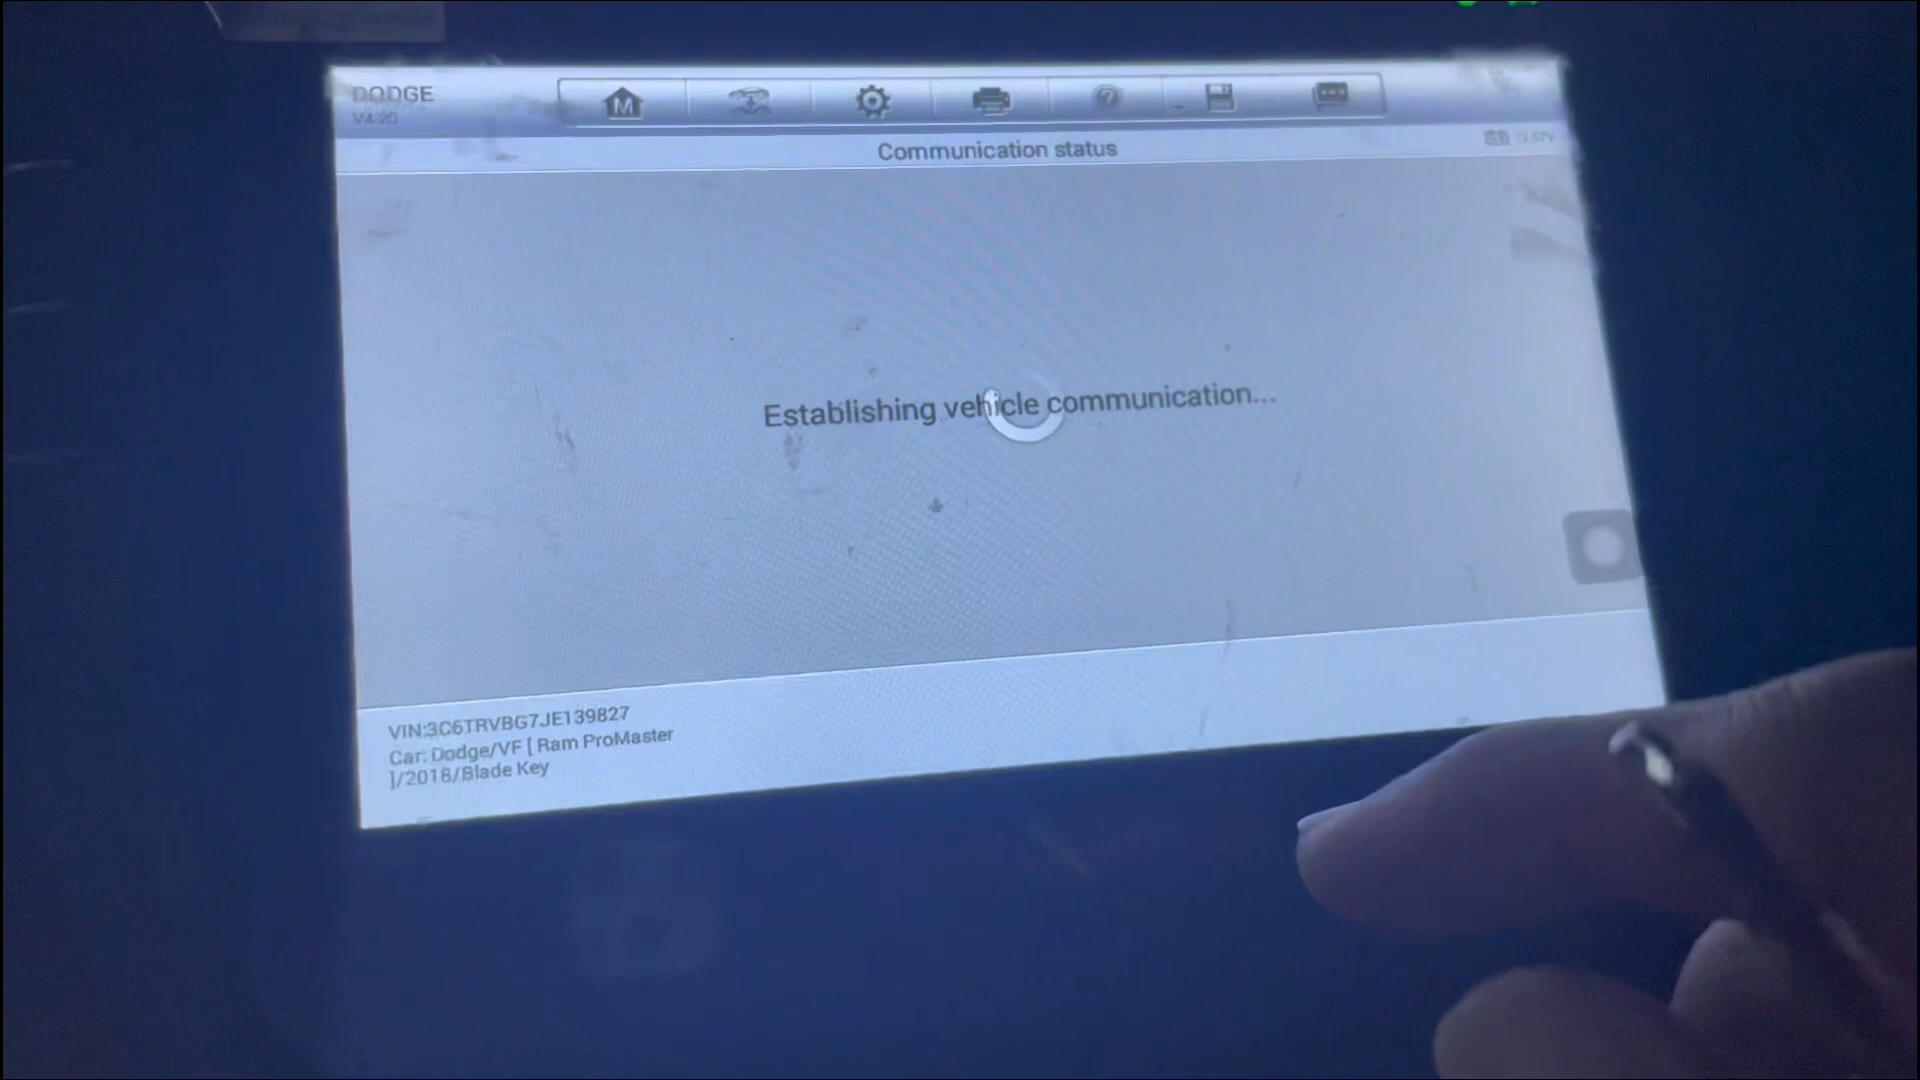 DODGE
V4.20
M
Communication status
Establishing vehicle communication...
VIN:3C6TRVBG7JE139827
Car: Dodge/VF [ Ram ProMaster
]/2018/Blade Key